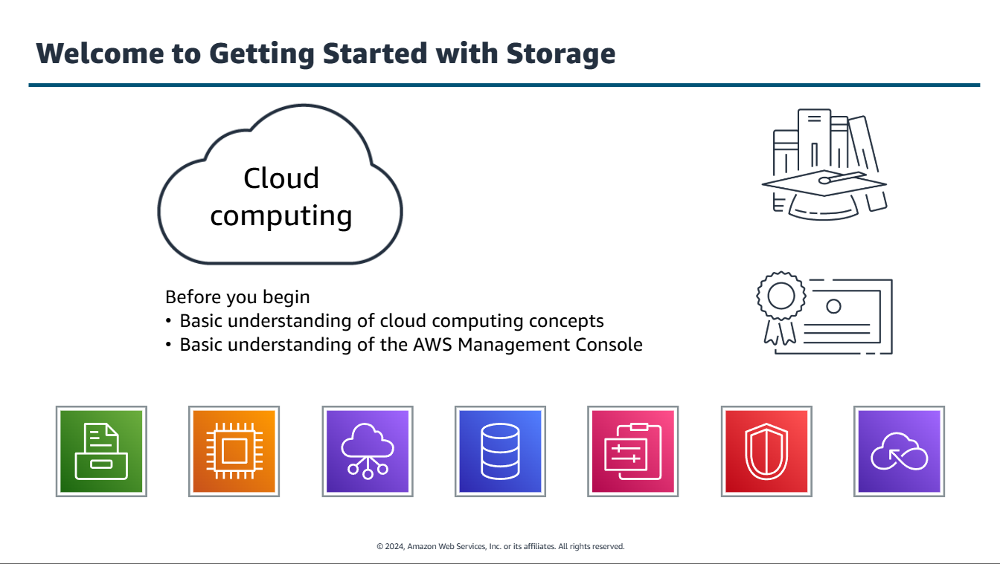 Welcome to Getting Started with Storage
Cloud
computing
Before you begin
• Basic understanding of cloud computing concepts
• Basic understanding of the AWS Management Console
© 2024, Amazon Web Services, Inc. or its affiliates. All rights reserved.